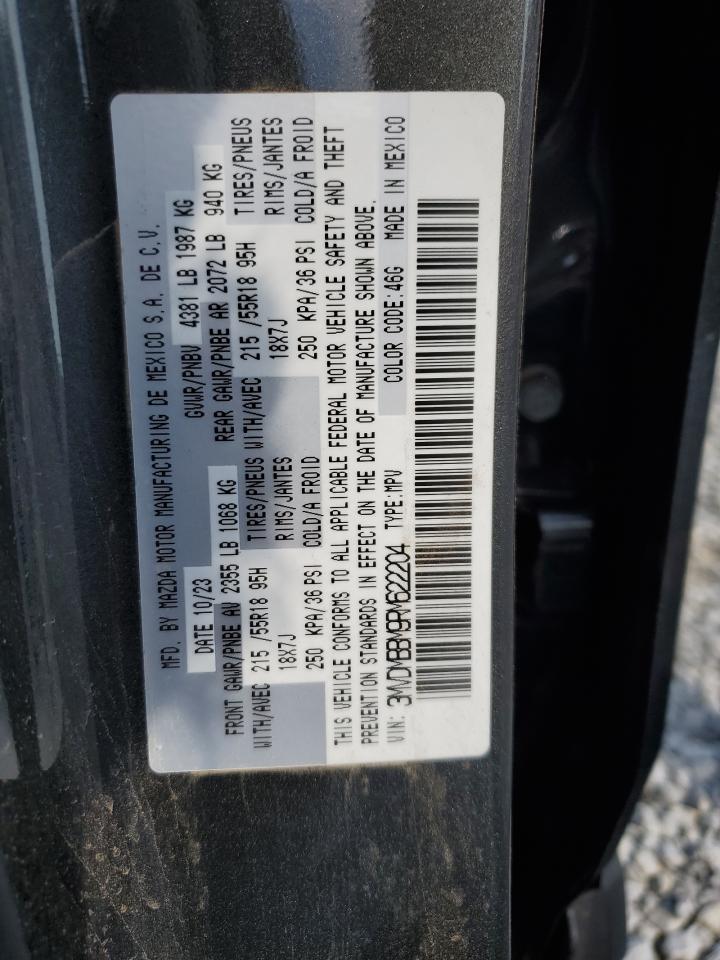 MFD. BY MAZDA MOTOR MANUFACTURING DE MEXICO S.A. DE C.V.
DATE 10/23 GVWR/PNBV 4381 LB 1987 KG
FRONT GAWR/PNBE AV 2355 LB 1068 KG REAR GAWR/PNBE AR 2072 LB 940 KG
WITH/AVEC 215 /55R18 95H TIRES/PNEUS WITH/AVEC 215 /55R18 95H TIRES/PNEUS
18X7J RIMS/JANTES 18X7J RIMS/JANTES
250 KPA/36 PSI COLD/A FROID 250 KPA/36 PSI COLD/A FROID
THIS VEHICLE CONFORMS TO ALL APPLICABLE FEDERAL MOTOR VEHICLE SAFETY AND THEFT
PREVENTION STANDARDS IN EFFECT ON THE DATE OF MANUFACTURE SHOWN ABOVE.
VIN: 3MVDMBBM9RM622204 TYPE:MPV COLOR CODE:46G MADE IN MEXICO